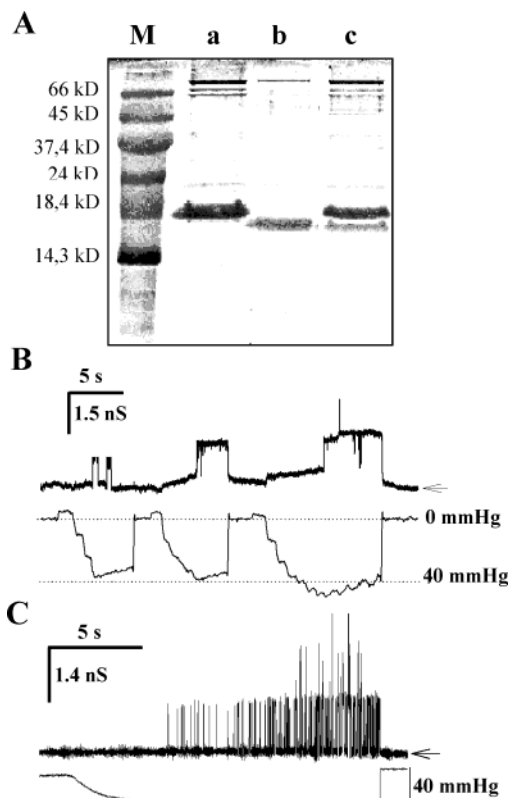 A
M a b c
66 kD
45 kD
37,4 kD
24 kD
18,4 kD
14,3 kD
B
5 s
1.5 nS
0 mmHg
40 mmHg
C
5 s
1.4 nS
40 mmHg